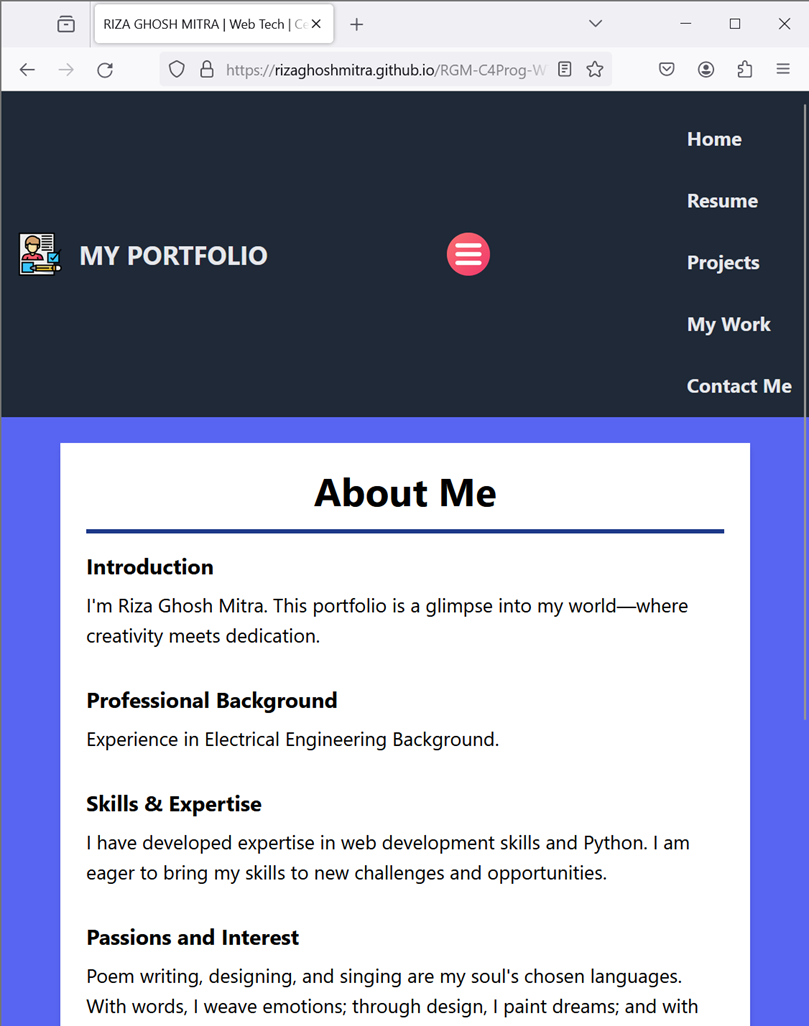 RIZA GHOSH MITRA | Web Tech | Ce
https://rizaghoshmitra.github.io/RGM-C4Prog-W
Home
Resume
MY PORTFOLIO
Projects
My Work
Contact Me
About Me
Introduction
I'm Riza Ghosh Mitra. This portfolio is a glimpse into my world—where
creativity meets dedication.
Professional Background
Experience in Electrical Engineering Background.
Skills & Expertise
I have developed expertise in web development skills and Python. I am
eager to bring my skills to new challenges and opportunities.
Passions and Interest
Poem writing, designing, and singing are my soul's chosen languages.
With words, I weave emotions; through design, I paint dreams; and with